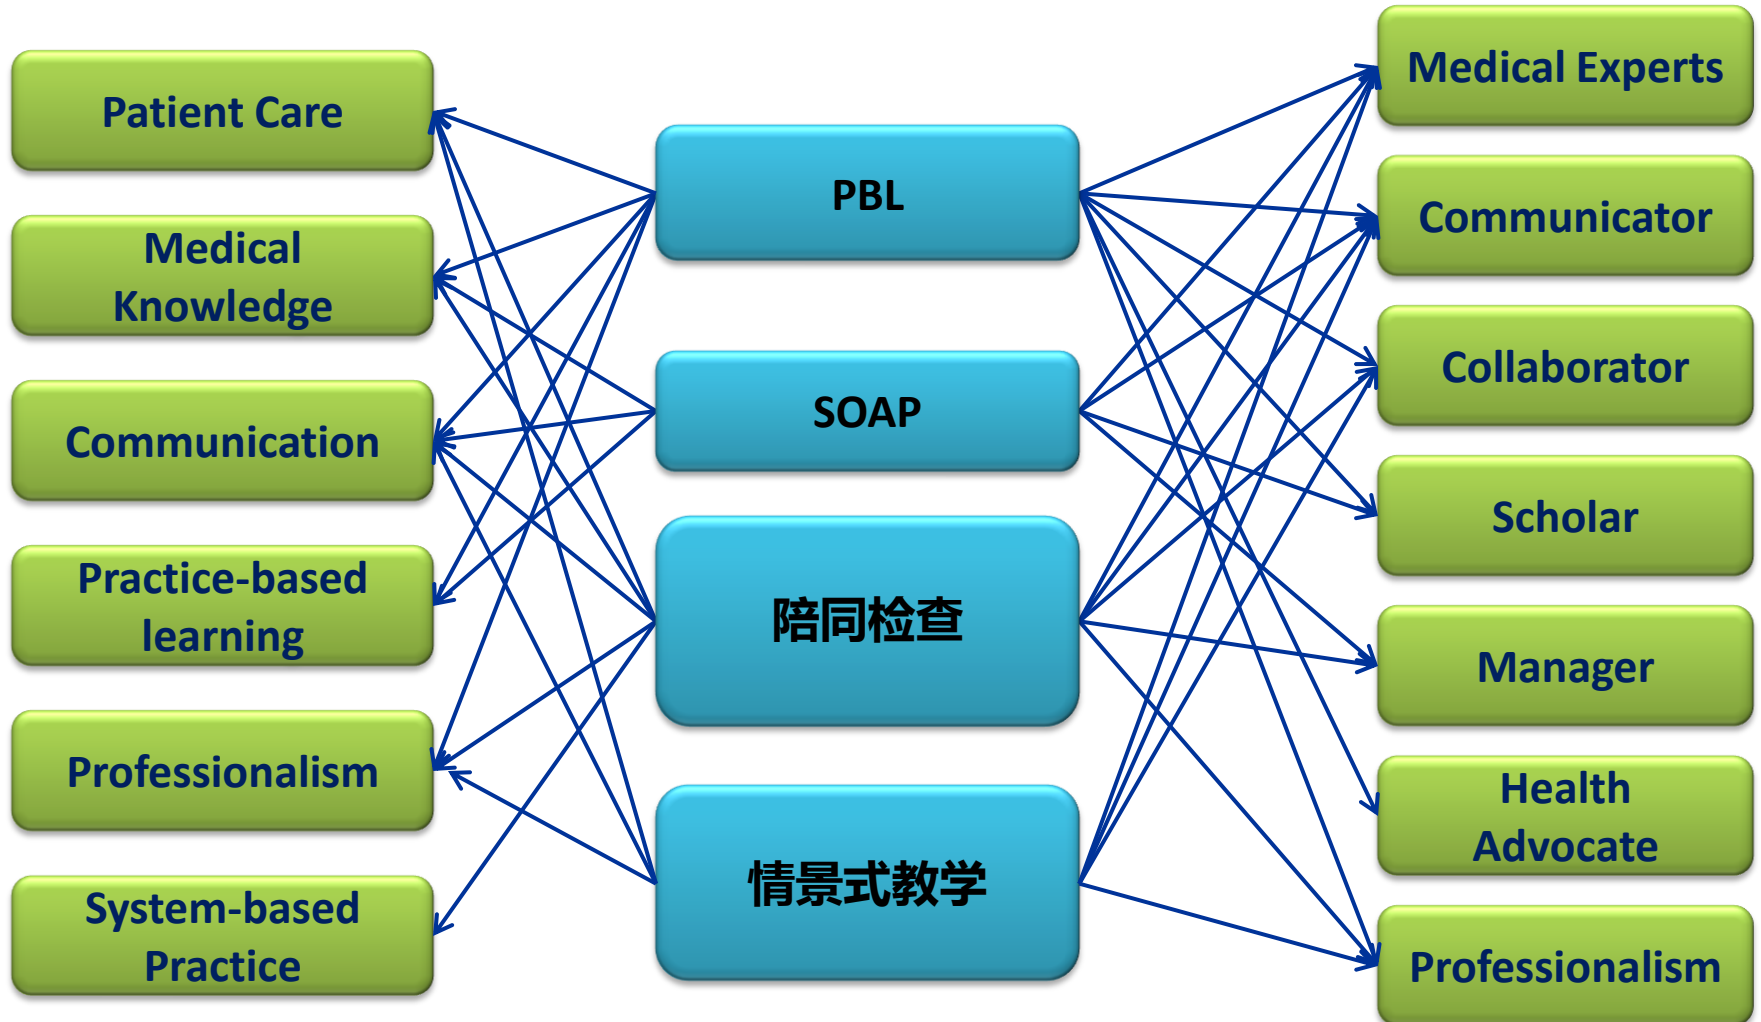 Patient Care
Medical
Knowledge
Communication
Practice-based
learning
Professionalism
System-based
Practice
PBL
SOAP
陪同检查
情景式教学
Medical Experts
Communicator
Collaborator
Scholar
Manager
Health
Advocate
Professionalism